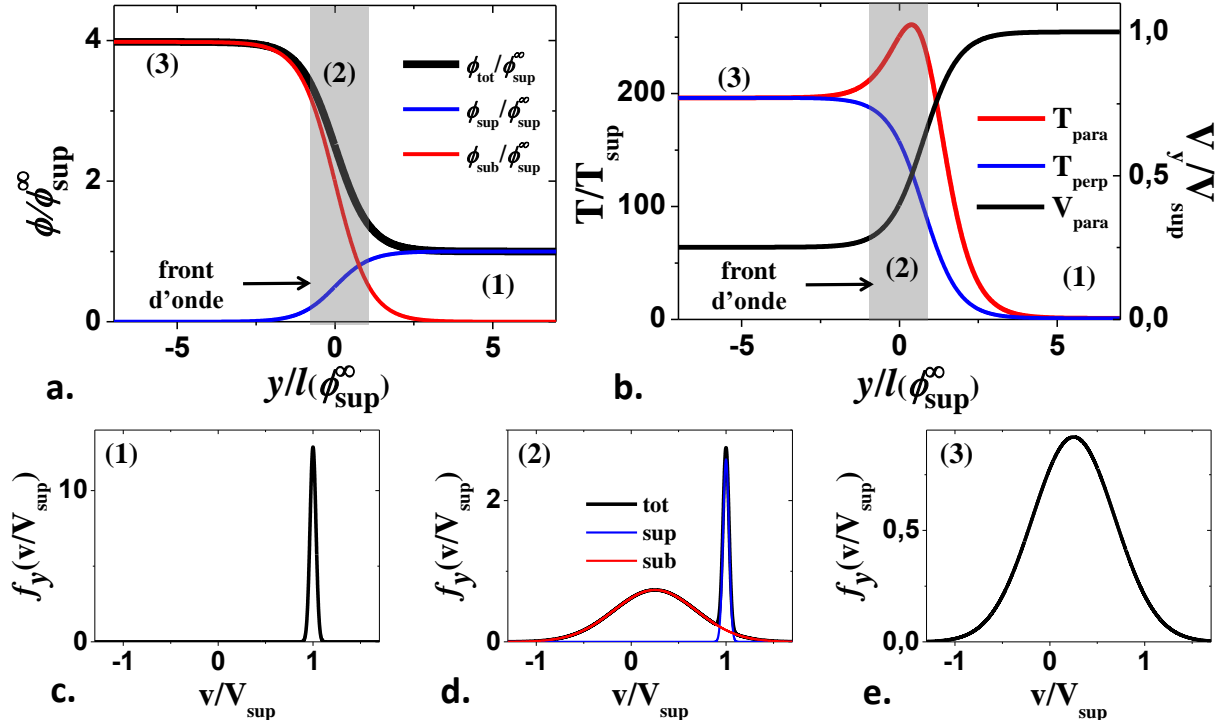 4
2
0
ϕ/ϕ∞sup
(3)
(2)
(1)
ϕtot/ϕ∞sup
ϕsup/ϕ∞sup
ϕsub/ϕ∞sup
front
d'onde
-5
0
5
y/l(ϕ∞sup)
a.
200
100
0
T/Tsup
(3)
(2)
(1)
Tpara
Tperp
Vpara
front
d'onde
1,0
0,5
0,0
Vy/Vsup
-5
0
5
y/l(ϕ∞sup)
b.
(1)
10
0
fy(v/Vsup)
-1
0
1
v/Vsup
c.
(2)
2
0
fy(v/Vsup)
tot
sup
sub
-1
0
1
v/Vsup
d.
(3)
0,5
0,0
fy(v/Vsup)
-1
0
1
v/Vsup
e.